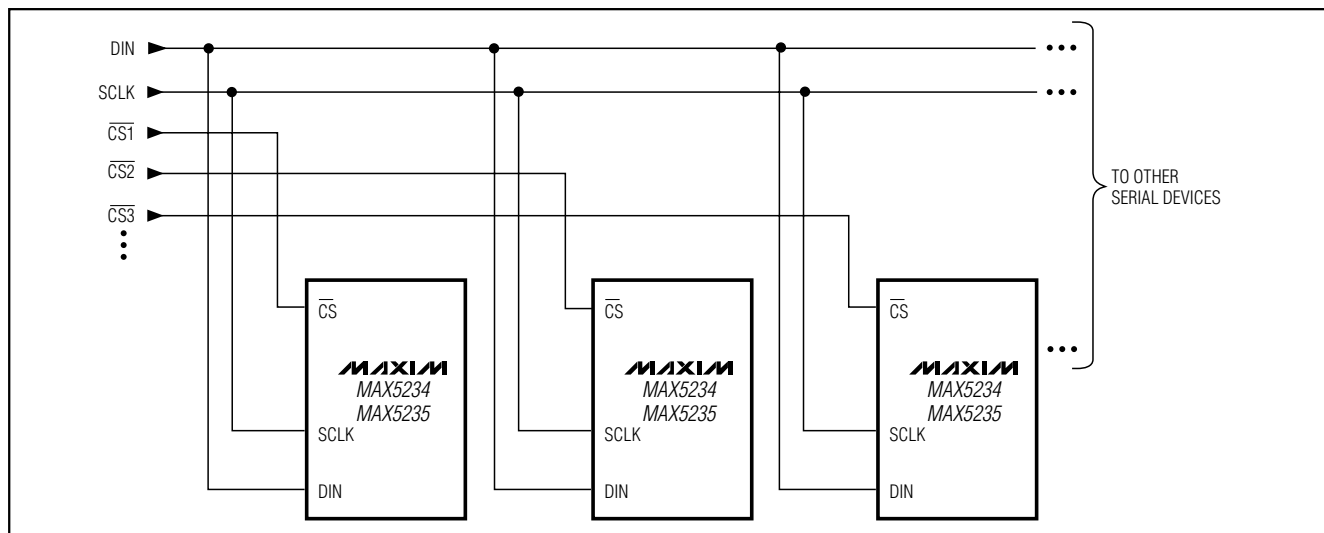 DIN
SCLK
CS1
CS2
CS3
TO OTHER
SERIAL DEVICES
CS
MAXIM
MAX5234
MAX5235
SCLK
DIN
CS
MAXIM
MAX5234
MAX5235
SCLK
DIN
CS
MAXIM
MAX5234
MAX5235
SCLK
DIN